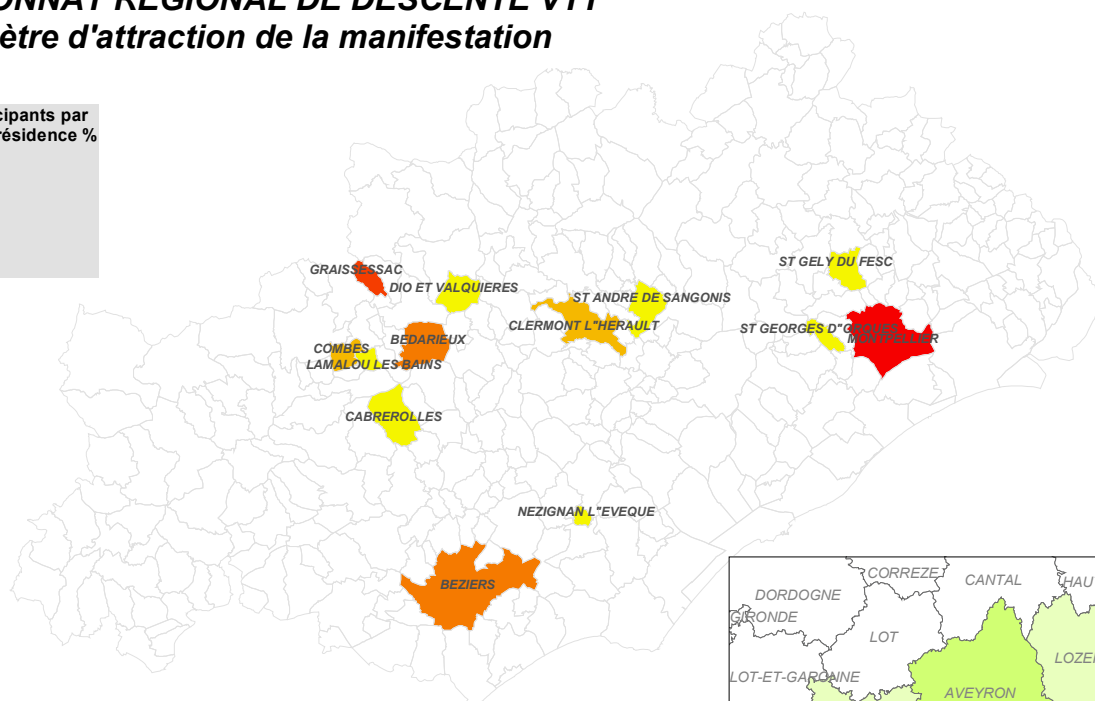 ONNAT REGIONAL DE DESCENTE VTT
ètre d'attraction de la manifestation
cipants par
résidence %
ST GELY DU FESC
GRAISSESSAC
DIO ET VALQUIERES
ST ANDRE DE SANGONIS
CLERMONT L"HERAULT
ST GEORGES D"ORQUES
MONTPELLIER
BEDARIEUX
COMBES
LAMALOU LES BAINS
CABREROLLES
NEZIGNAN L"EVEQUE
BEZIERS
CORREZE
CANTAL
HAU
DORDOGNE
GIRONDE
LOT
LOZE
LOT-ET-GARONNE
AVEYRON